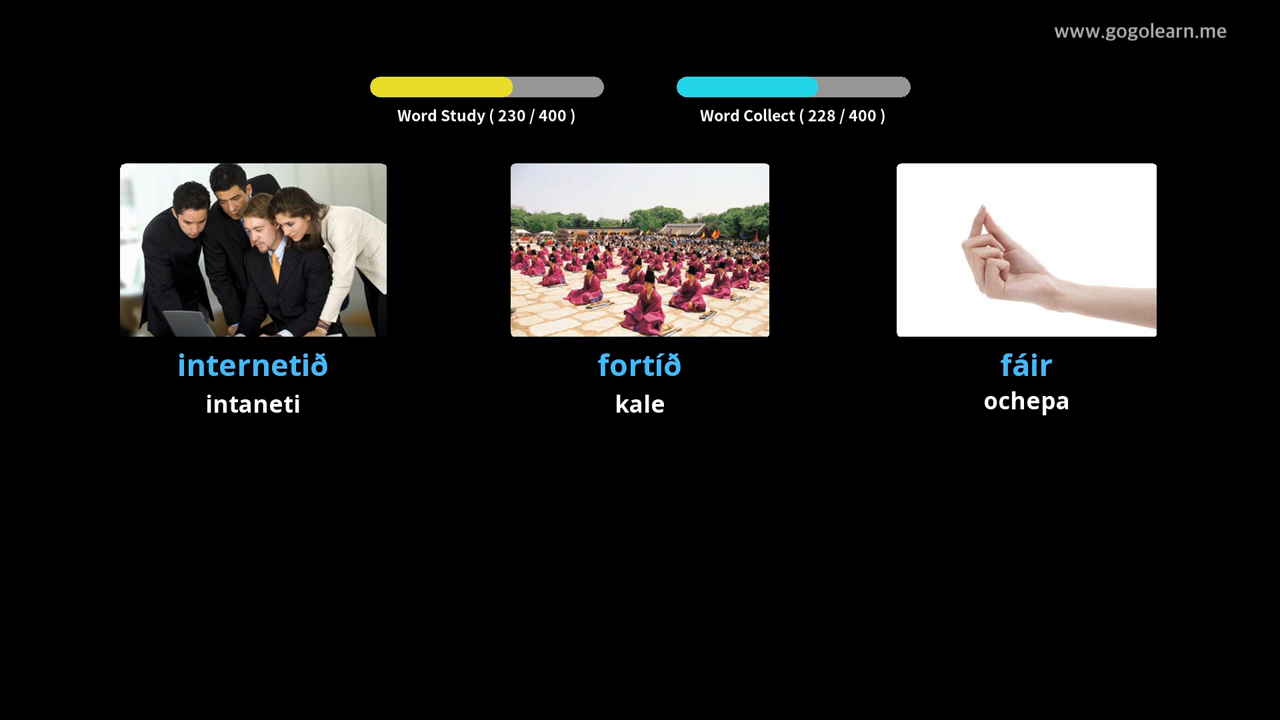 www.gogolearn.me
Word Study ( 230 / 400 )
Word Collect ( 228 / 400 )
internetið
fortíð
fáir
intaneti
kale
ochepa